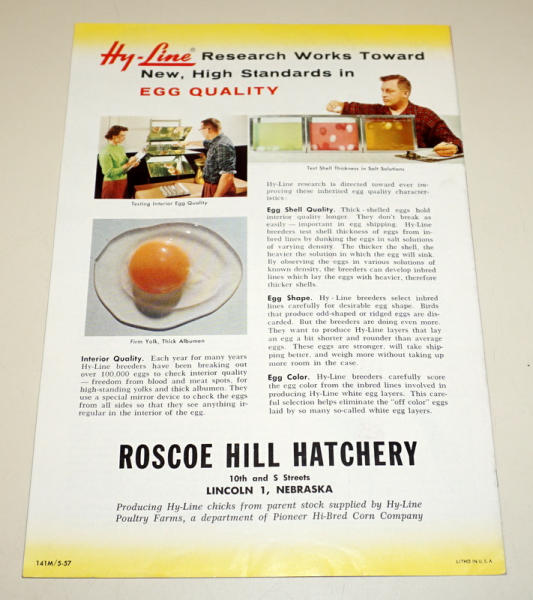 Hy-Line® Research Works Toward
New, High Standards in
EGG QUALITY
Test Shell Thickness in Salt Solutions
Testing Interior Egg Quality
Firm Yolk, Thick Albumen
Interior Quality. Each year for many years
Hy-Line breeders have been breaking out
over 100,000 eggs to check interior quality
— freedom from blood and meat spots, for
high-standing yolks and thick albumen. They
use a special mirror device to check the eggs
from all sides so that they see anything ir-
regular in the interior of the egg.
Hy-Line research is directed toward ever im-
proving these inherited egg quality character-
istics:
Egg Shell Quality. Thick-shelled eggs hold
interior quality longer. They don't break as
easily — important in egg shipping. Hy-Line
breeders test shell thickness of eggs from in-
bred lines by dunking the eggs in salt solutions
of varying density. The thicker the shell, the
heavier the solution in which the egg will sink.
By observing the eggs in various solutions of
known density, the breeders can develop inbred
lines which lay the eggs with heavier, therefore
thicker shells.
Egg Shape. Hy-Line breeders select inbred
lines carefully for desirable egg shape. Birds
that produce odd-shaped or ridged eggs are dis-
carded. But the breeders are doing even more.
They want to produce Hy-Line layers that lay
an egg a bit shorter and rounder than average
eggs. These eggs are stronger, will take ship-
ping better, and weigh more without taking up
more room in the case.
Egg Color. Hy-Line breeders carefully score
the egg color from the inbred lines involved in
producing Hy-Line white egg layers. This care-
ful selection helps eliminate the "off color" eggs
laid by so many so-called white egg layers.
ROSCOE HILL HATCHERY
10th and S Streets
LINCOLN 1, NEBRASKA
Producing Hy-Line chicks from parent stock supplied by Hy-Line
Poultry Farms, a department of Pioneer Hi-Bred Corn Company
141M/5-57
LITHO IN U.S.A.